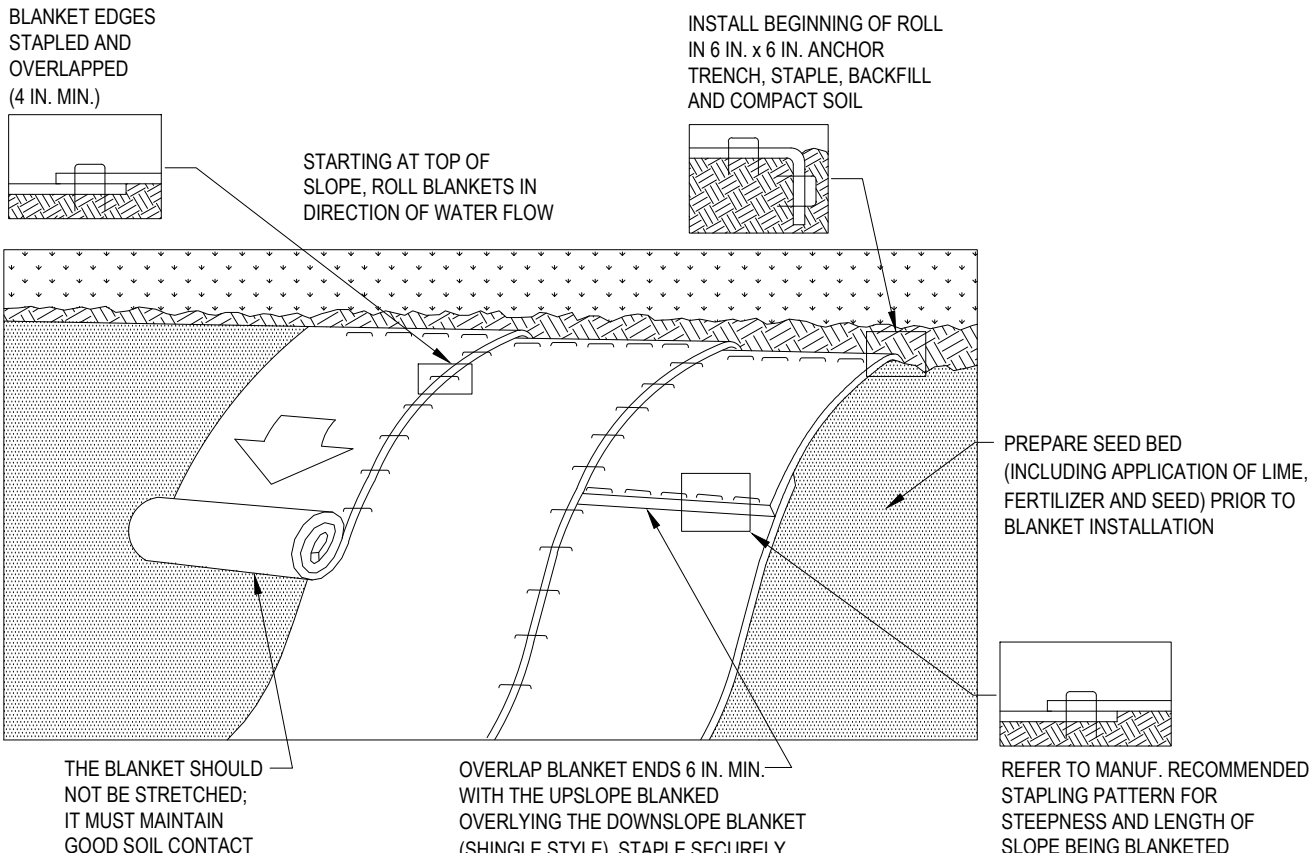 BLANKET EDGES
STAPLED AND
OVERLAPPED
(4 IN. MIN.)
INSTALL BEGINNING OF ROLL
IN 6 IN. x 6 IN. ANCHOR
TRENCH, STAPLE, BACKFILL
AND COMPACT SOIL
STARTING AT TOP OF
SLOPE, ROLL BLANKETS IN
DIRECTION OF WATER FLOW
PREPARE SEED BED
(INCLUDING APPLICATION OF LIME,
FERTILIZER AND SEED) PRIOR TO
BLANKET INSTALLATION
THE BLANKET SHOULD
NOT BE STRETCHED;
IT MUST MAINTAIN
GOOD SOIL CONTACT
OVERLAP BLANKET ENDS 6 IN. MIN.
WITH THE UPSLOPE BLANKED
OVERLYING THE DOWNSLOPE BLANKET
(SHINGLE STYLE). STAPLE SECURELY.
REFER TO MANUF. RECOMMENDED
STAPLING PATTERN FOR
STEEPNESS AND LENGTH OF
SLOPE BEING BLANKETED